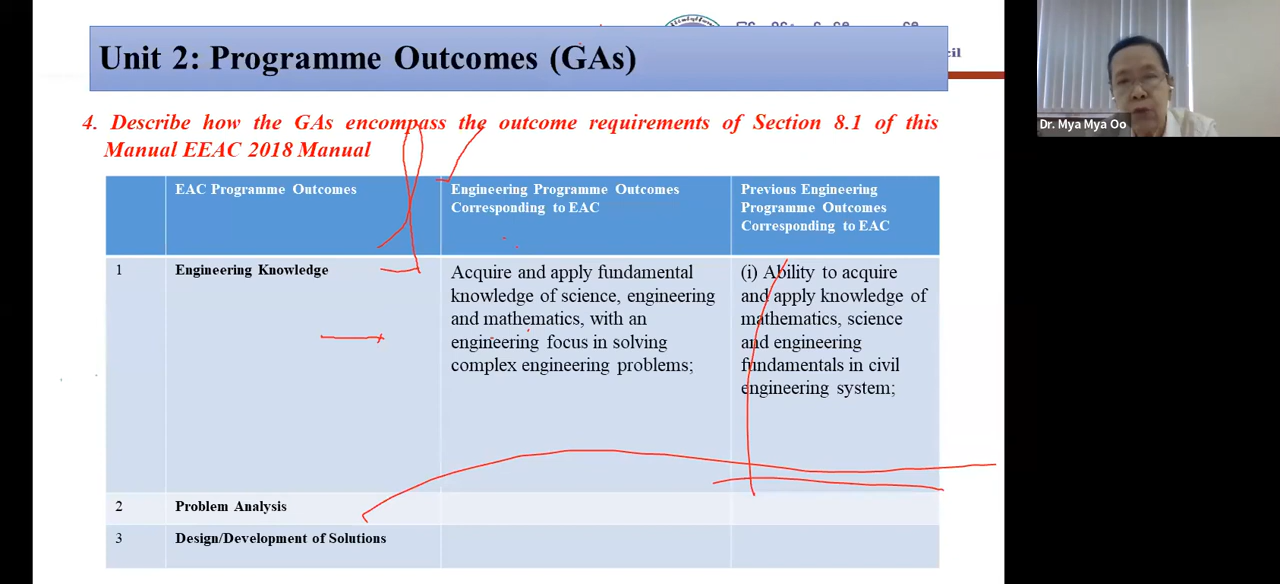 cil
Unit 2: Programme Outcomes (GAs)
4. Describe how the GAs encompass the outcome requirements of Section 8.1 of this
Manual EEAC 2018 Manual
EAC Programme Outcomes
Engineering Programme Outcomes
Corresponding to EAC
Previous Engineering
Programme Outcomes
Corresponding to EAC
1
Engineering Knowledge
Acquire and apply fundamental
knowledge of science, engineering
and mathematics, with an
engineering focus in solving
complex engineering problems;
(i) Ability to acquire
and apply knowledge of
mathematics, science
and engineering
fundamentals in civil
engineering system;
2
Problem Analysis
3
Design/Development of Solutions
Dr. Mya Mya Oo